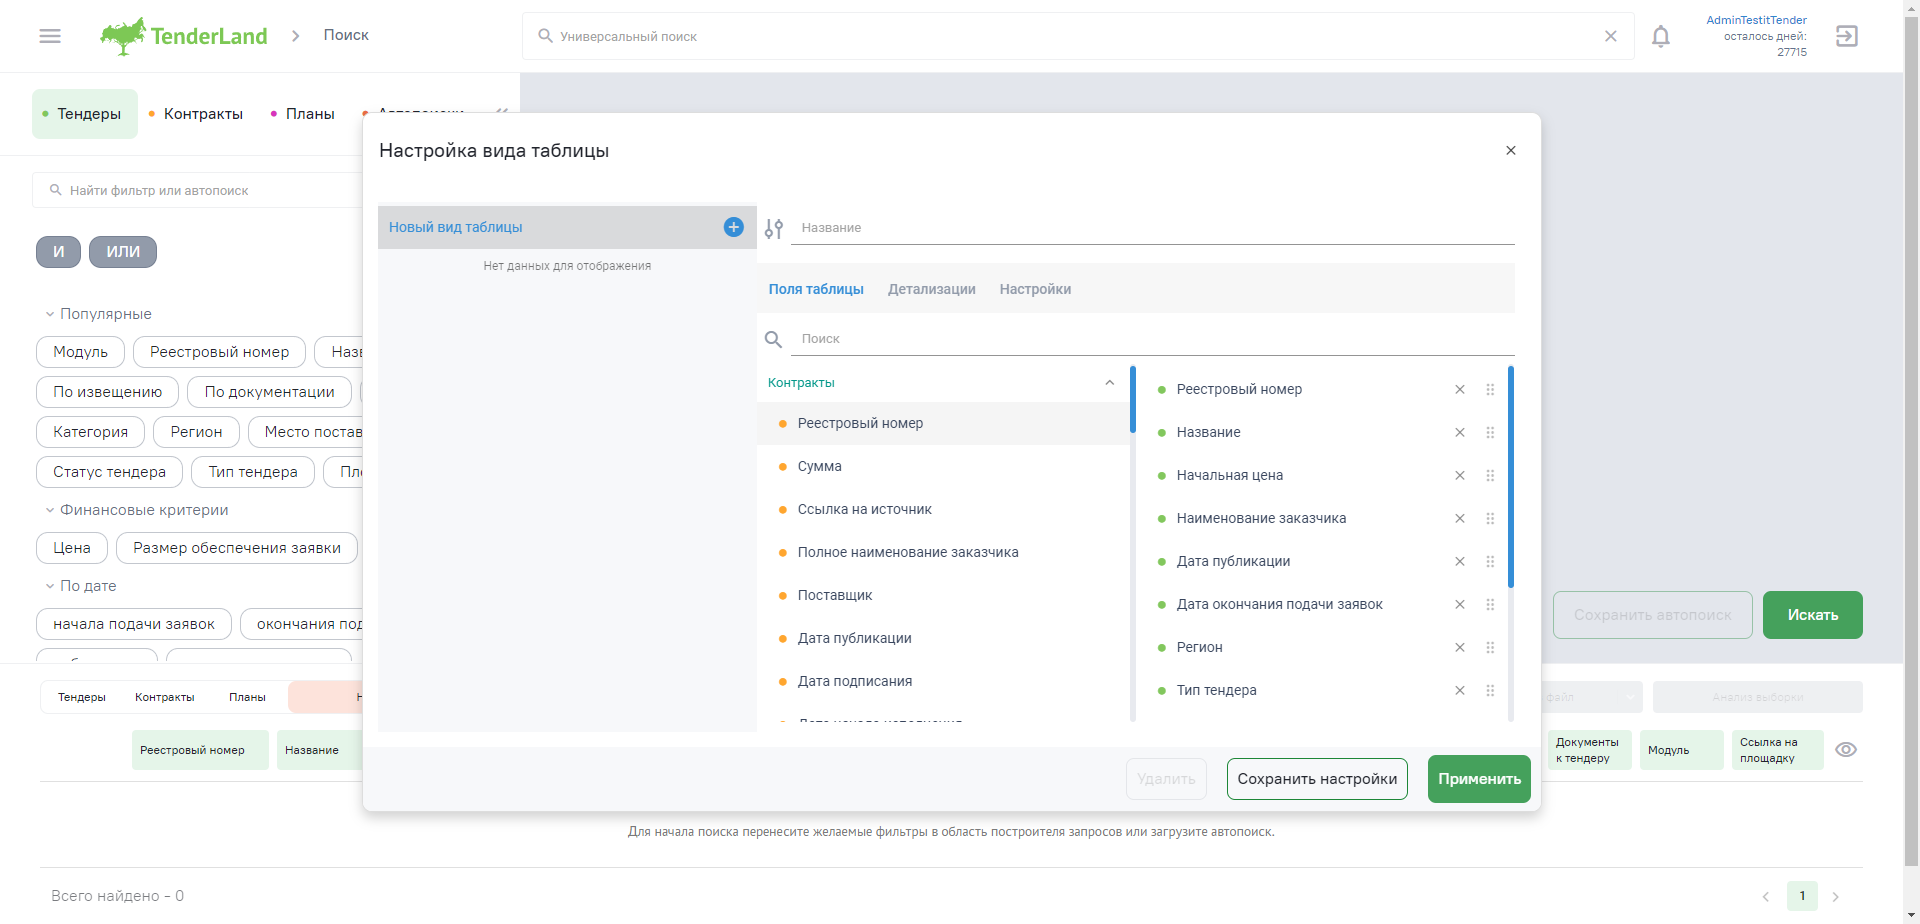 TenderLand
Поиск
Универсальный поиск
AdminTestitTender
осталось дней:
27715
Тендеры
Контракты
Планы
Найти фильтр или автопоиск
И
ИЛИ
Популярные
Модуль
Реестровый номер
По извещению
По документации
Категория
Регион
Место постав
Статус тендера
Тип тендера
Финансовые критерии
Цена
Размер обеспечения заявки
По дате
начала подачи заявок
окончания под
Настройка вида таблицы
Новый вид таблицы
Нет данных для отображения
Название
Поля таблицы
Детализации
Настройки
Поиск
Контракты
Реестровый номер
Сумма
Ссылка на источник
Полное наименование заказчика
Поставщик
Дата публикации
Дата подписания
Реестровый номер
Название
Начальная цена
Наименование заказчика
Дата публикации
Дата окончания подачи заявок
Регион
Тип тендера
Удалить
Сохранить настройки
Применить
Сохранить автопоиск
Искать
Тендеры
Контракты
Планы
файл
Анализ выборки
Реестровый номер
Название
Документы
к тендеру
Модуль
Ссылка на
площадку
Для начала поиска перенесите желаемые фильтры в область построителя запросов или загрузите автопоиск.
Всего найдено - 0
1